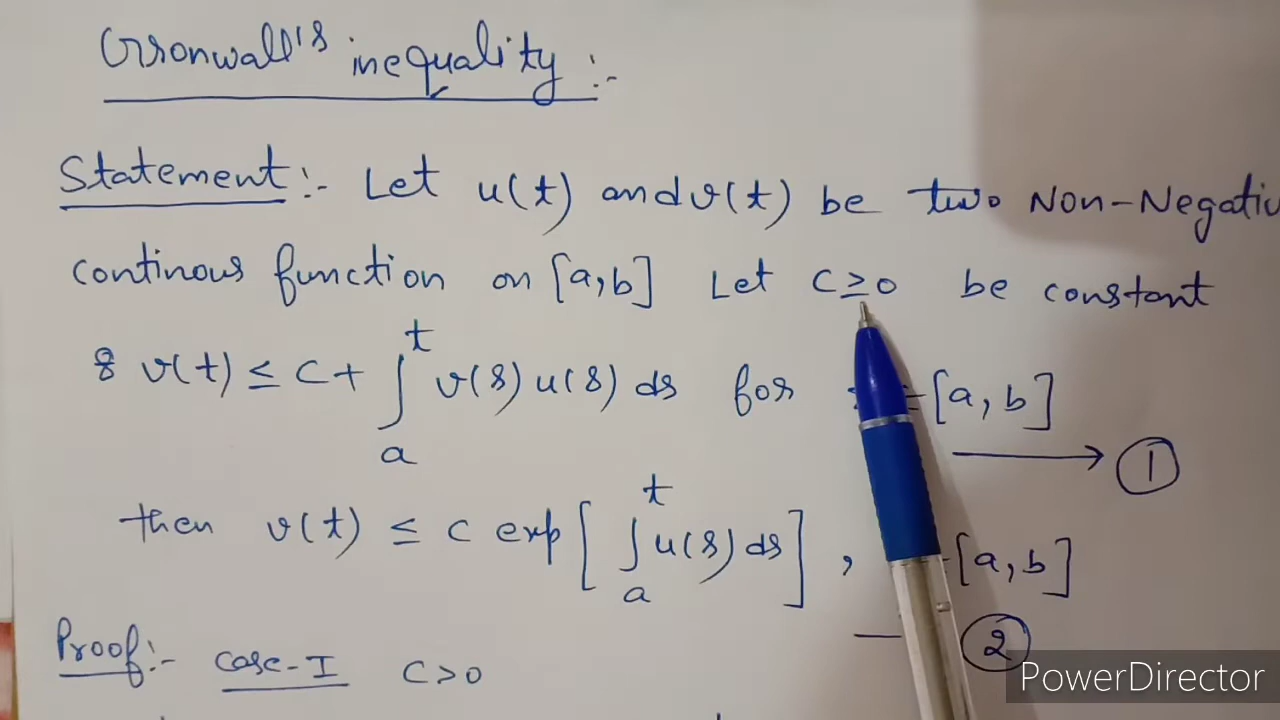 Gronwall's inequality :-
Statement :- Let u(t) and v(t) be two Non-Negativ
continous function on [a,b] Let c ≥ 0 be constant
& v(t) ≤ c + ∫_a^t v(s) u(s) ds for [a, b]
→ ①
then v(t) ≤ c exp[ ∫_a^t u(s) ds ] , [a, b]
— ②
Proof :- Case-I c > 0
PowerDirector